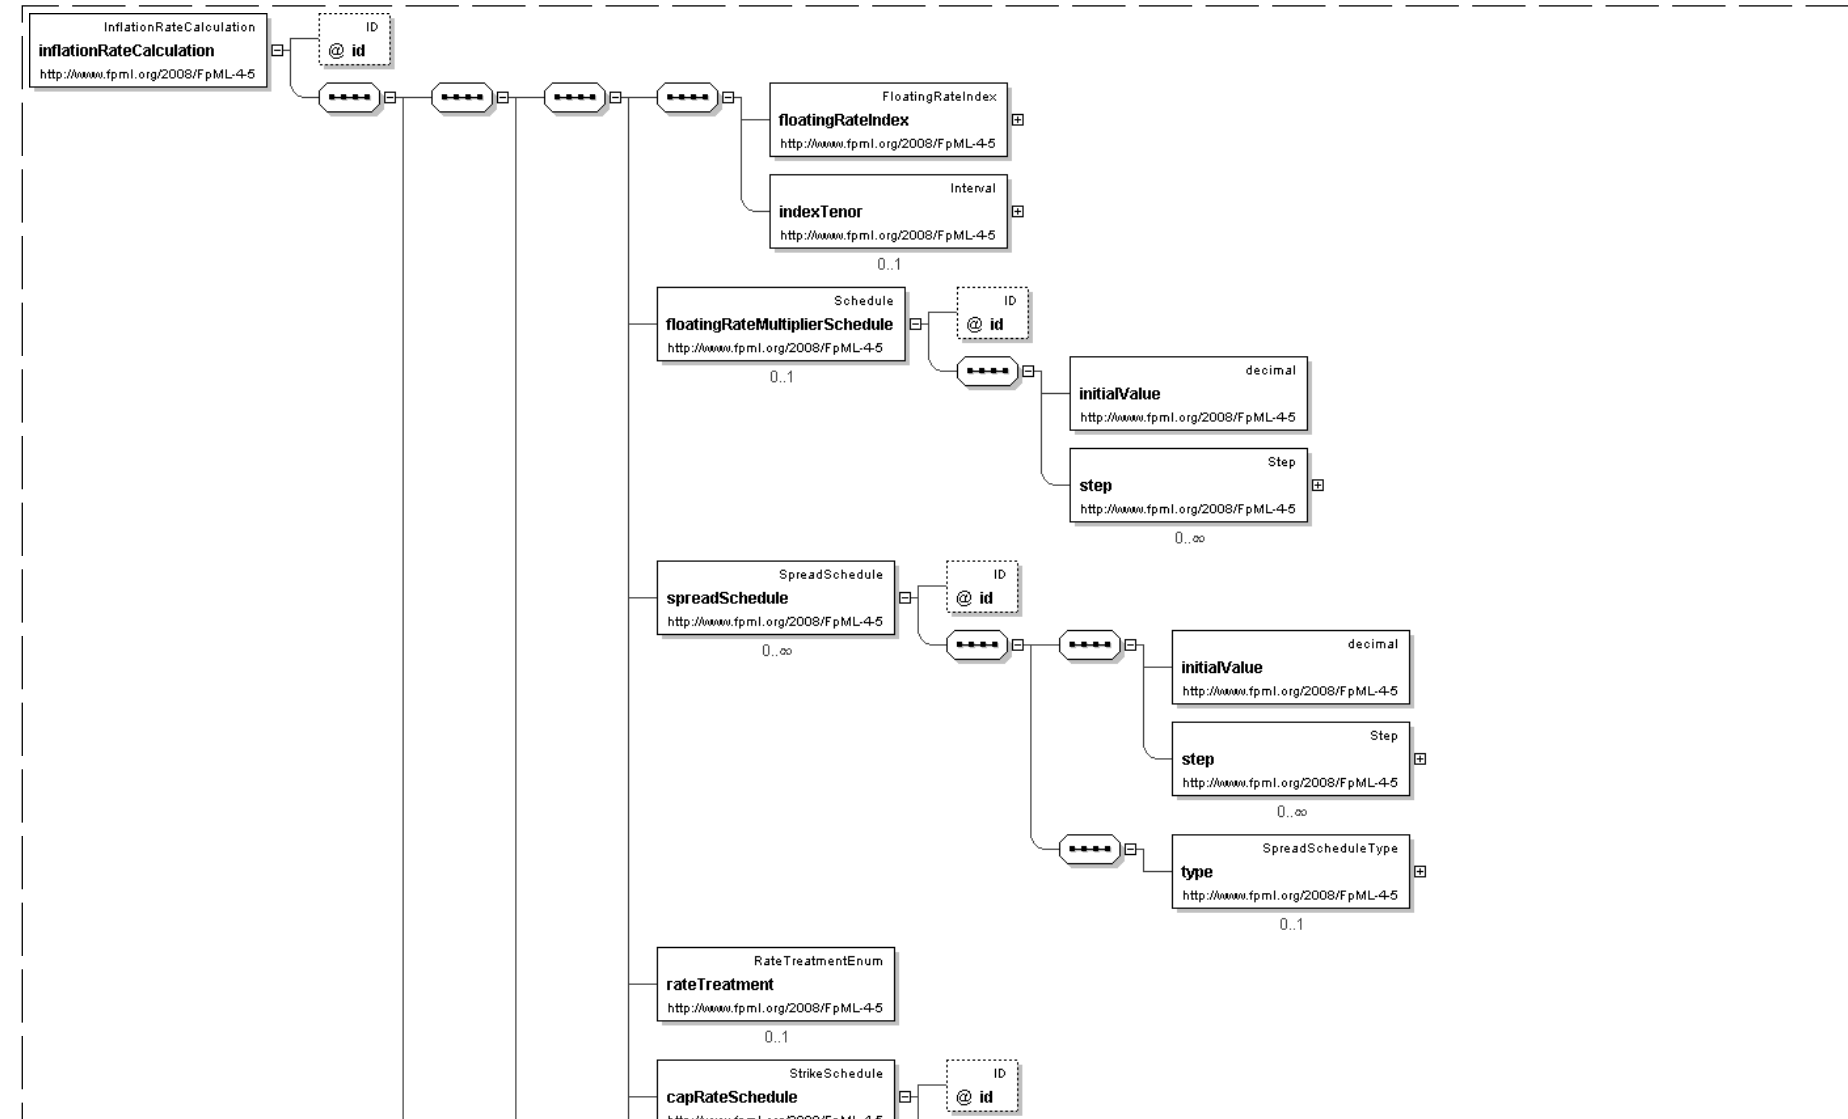 InflationRateCalculation
inflationRateCalculation
http://www.fpml.org/2008/FpML-4-5
ID
@ id
FloatingRateIndex
floatingRateIndex
http://www.fpml.org/2008/FpML-4-5
Interval
indexTenor
http://www.fpml.org/2008/FpML-4-5
0..1
Schedule
floatingRateMultiplierSchedule
http://www.fpml.org/2008/FpML-4-5
0..1
ID
@ id
decimal
initialValue
http://www.fpml.org/2008/FpML-4-5
Step
step
http://www.fpml.org/2008/FpML-4-5
0..∞
SpreadSchedule
spreadSchedule
http://www.fpml.org/2008/FpML-4-5
0..∞
ID
@ id
decimal
initialValue
http://www.fpml.org/2008/FpML-4-5
Step
step
http://www.fpml.org/2008/FpML-4-5
0..∞
SpreadScheduleType
type
http://www.fpml.org/2008/FpML-4-5
0..1
RateTreatmentEnum
rateTreatment
http://www.fpml.org/2008/FpML-4-5
0..1
StrikeSchedule
capRateSchedule
ID
@ id